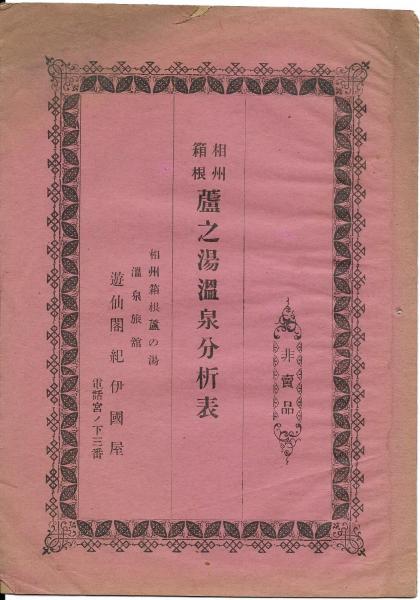 非賣品
相州箱根 蘆之湯溫泉分析表
相州箱根蘆の湯
溫泉旅舘
遊仙閣紀伊國屋
電話宮ノ下三番